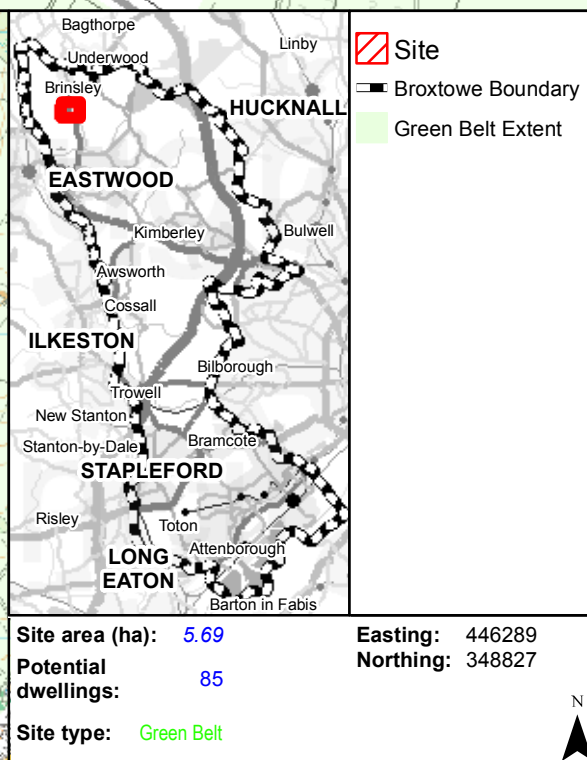 Bagthorpe
Linby
Underwood
Brinsley
HUCKNALL
EASTWOOD
Kimberley
Bulwell
Awsworth
Cossall
ILKESTON
Bilborough
Trowell
New Stanton
Bramcote
Stanton-by-Dale
STAPLEFORD
Risley
Toton
Attenborough
LONG
EATON
Barton in Fabis
Site
Broxtowe Boundary
Green Belt Extent
Site area (ha): 5.69
Potential
dwellings: 85
Site type: Green Belt
Easting: 446289
Northing: 348827
N